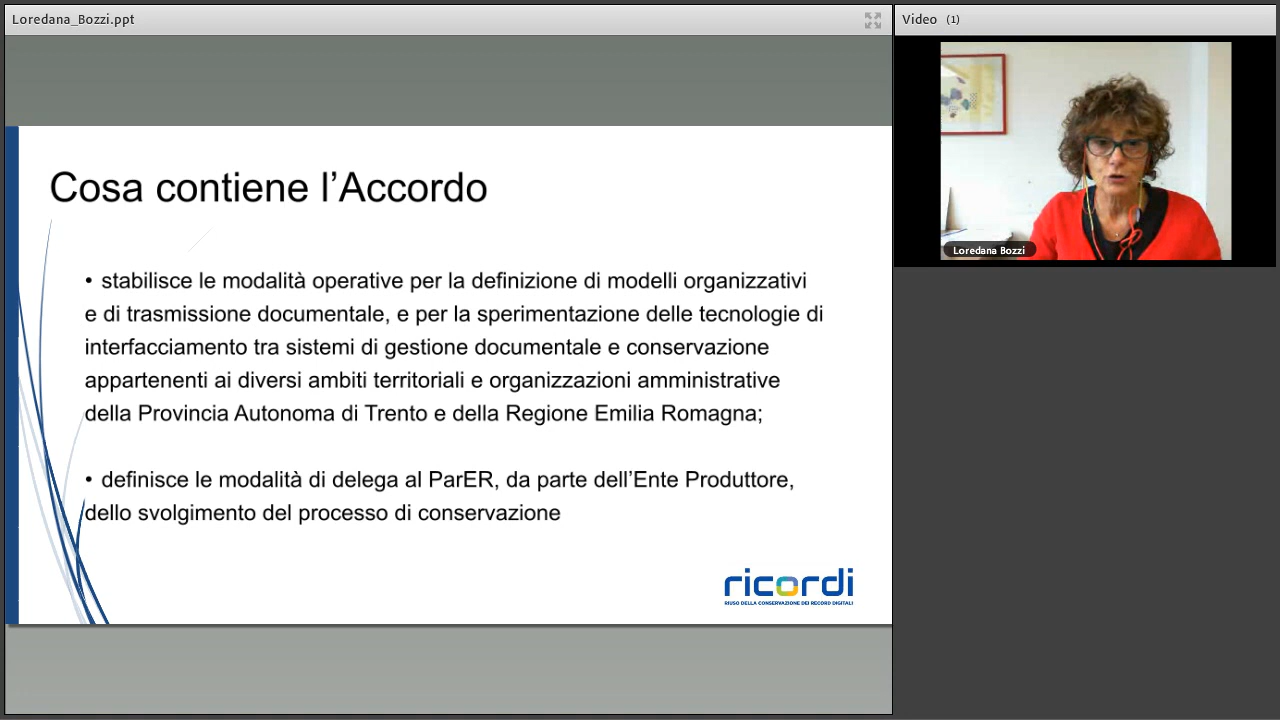 Loredana_Bozzi.ppt
Video (1)
Cosa contiene l’Accordo
• stabilisce le modalità operative per la definizione di modelli organizzativi
e di trasmissione documentale, e per la sperimentazione delle tecnologie di
interfacciamento tra sistemi di gestione documentale e conservazione
appartenenti ai diversi ambiti territoriali e organizzazioni amministrative
della Provincia Autonoma di Trento e della Regione Emilia Romagna;
• definisce le modalità di delega al ParER, da parte dell’Ente Produttore,
dello svolgimento del processo di conservazione
ricordi
RIUSO DELLA CONSERVAZIONE DEI RECORD DIGITALI
Loredana Bozzi